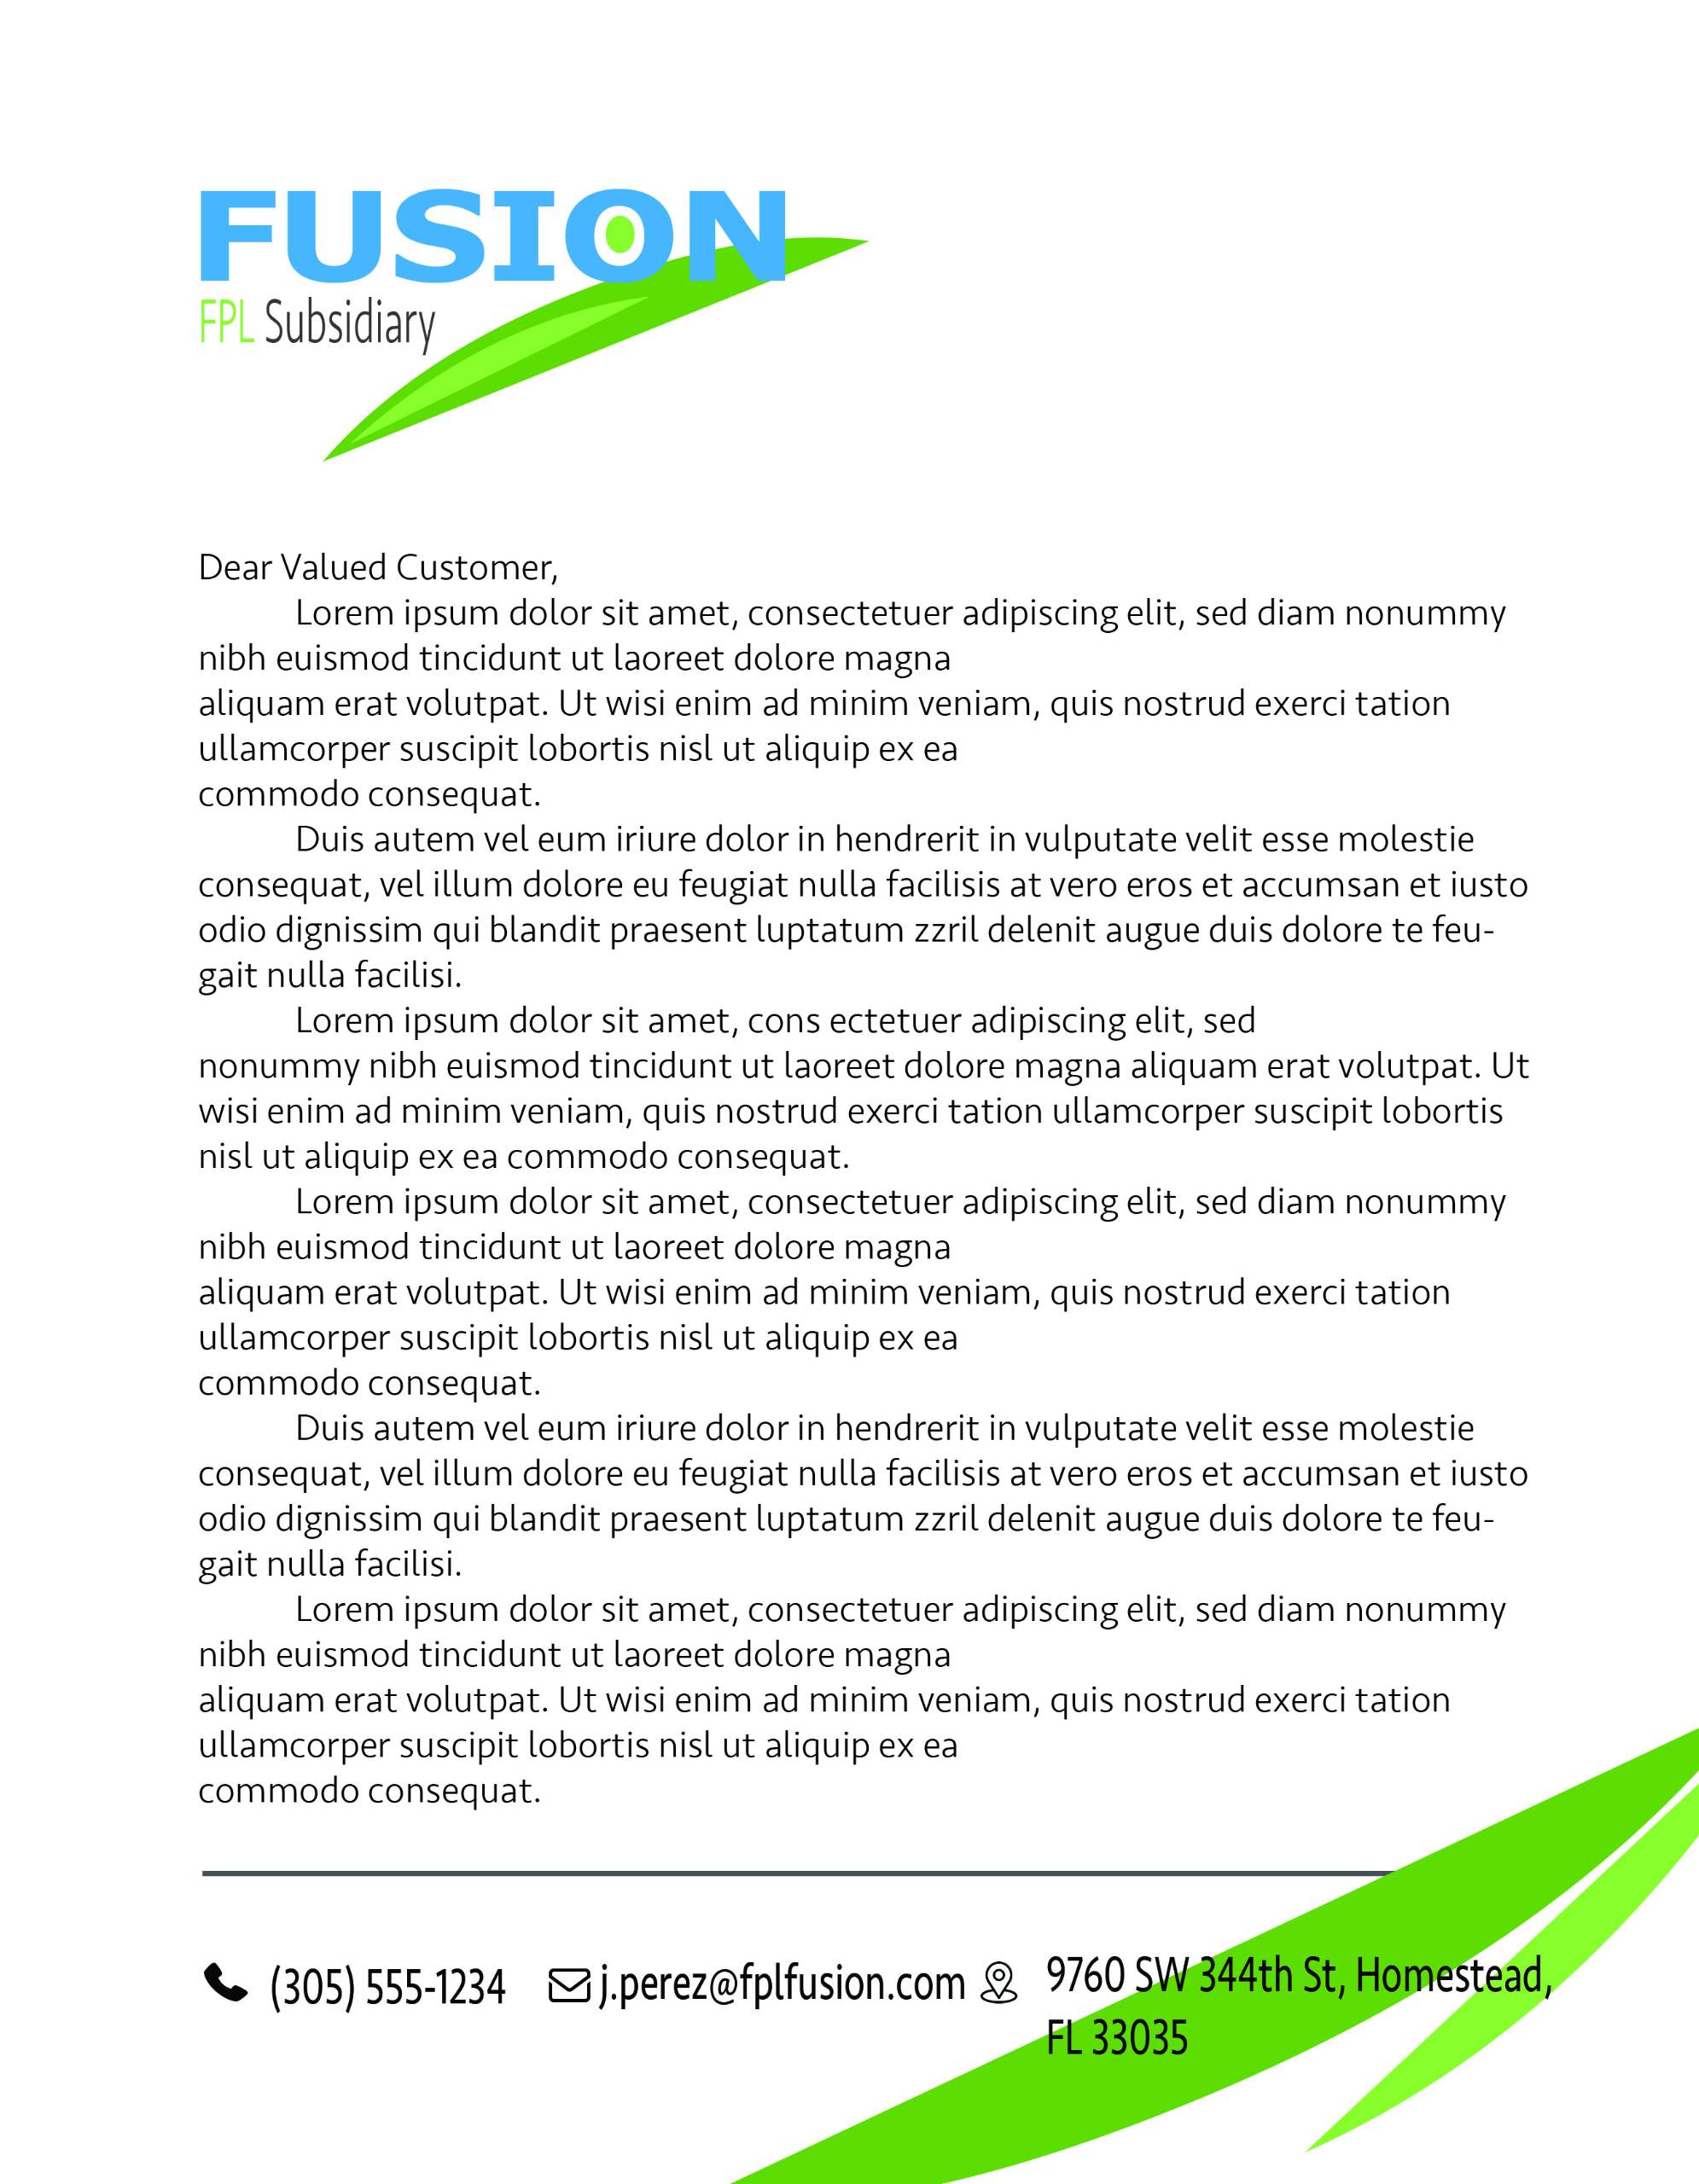 FUSION
FPL Subsidiary
Dear Valued Customer,
Lorem ipsum dolor sit amet, consectetuer adipiscing elit, sed diam nonummy
nibh euismod tincidunt ut laoreet dolore magna
aliquam erat volutpat. Ut wisi enim ad minim veniam, quis nostrud exerci tation
ullamcorper suscipit lobortis nisl ut aliquip ex ea
commodo consequat.
Duis autem vel eum iriure dolor in hendrerit in vulputate velit esse molestie
consequat, vel illum dolore eu feugiat nulla facilisis at vero eros et accumsan et iusto
odio dignissim qui blandit praesent luptatum zzril delenit augue duis dolore te feu-
gait nulla facilisi.
Lorem ipsum dolor sit amet, cons ectetuer adipiscing elit, sed
nonummy nibh euismod tincidunt ut laoreet dolore magna aliquam erat volutpat. Ut
wisi enim ad minim veniam, quis nostrud exerci tation ullamcorper suscipit lobortis
nisl ut aliquip ex ea commodo consequat.
Lorem ipsum dolor sit amet, consectetuer adipiscing elit, sed diam nonummy
nibh euismod tincidunt ut laoreet dolore magna
aliquam erat volutpat. Ut wisi enim ad minim veniam, quis nostrud exerci tation
ullamcorper suscipit lobortis nisl ut aliquip ex ea
commodo consequat.
Duis autem vel eum iriure dolor in hendrerit in vulputate velit esse molestie
consequat, vel illum dolore eu feugiat nulla facilisis at vero eros et accumsan et iusto
odio dignissim qui blandit praesent luptatum zzril delenit augue duis dolore te feu-
gait nulla facilisi.
Lorem ipsum dolor sit amet, consectetuer adipiscing elit, sed diam nonummy
nibh euismod tincidunt ut laoreet dolore magna
aliquam erat volutpat. Ut wisi enim ad minim veniam, quis nostrud exerci tation
ullamcorper suscipit lobortis nisl ut aliquip ex ea
commodo consequat.
(305) 555-1234
j.perez@fplfusion.com
9760 SW 344th St, Homestead,
FL 33035